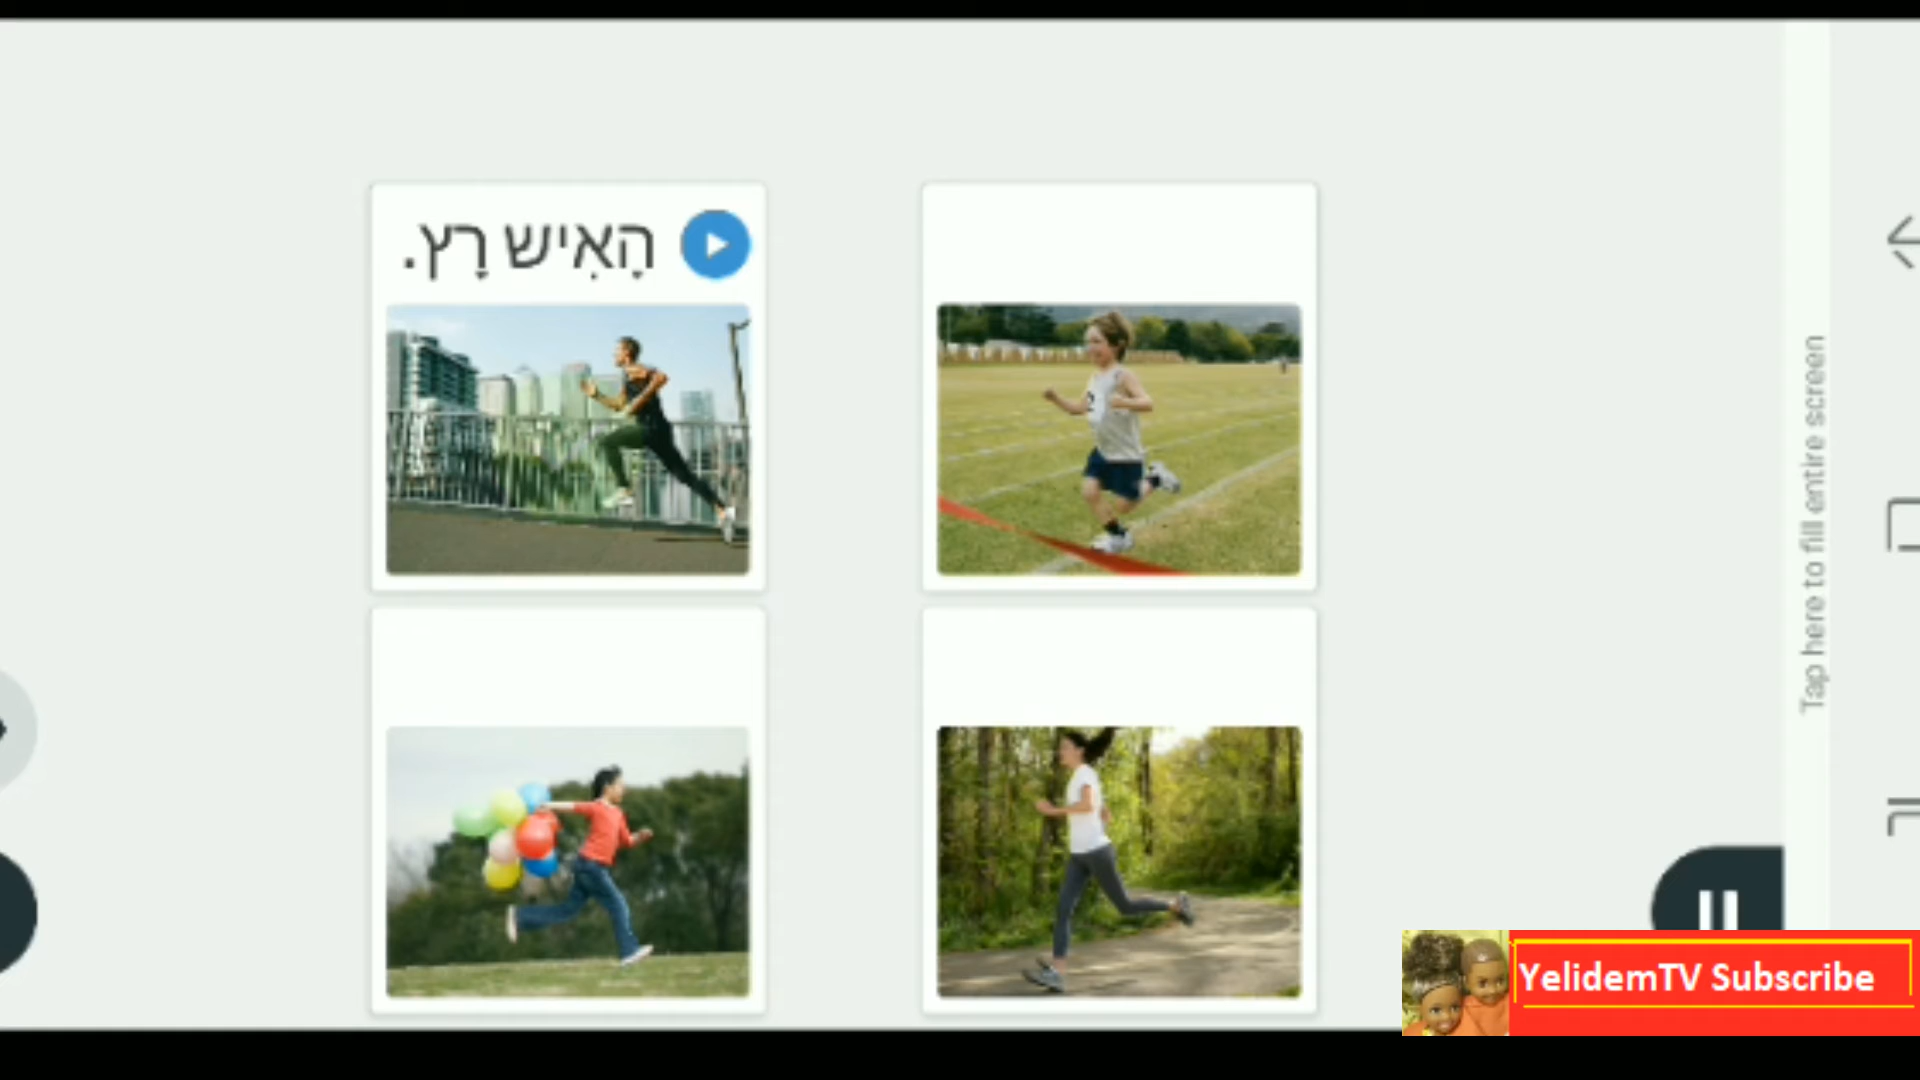 הָאִיש רָץ.
Tap here to fill entire screen
YelidemTV Subscribe